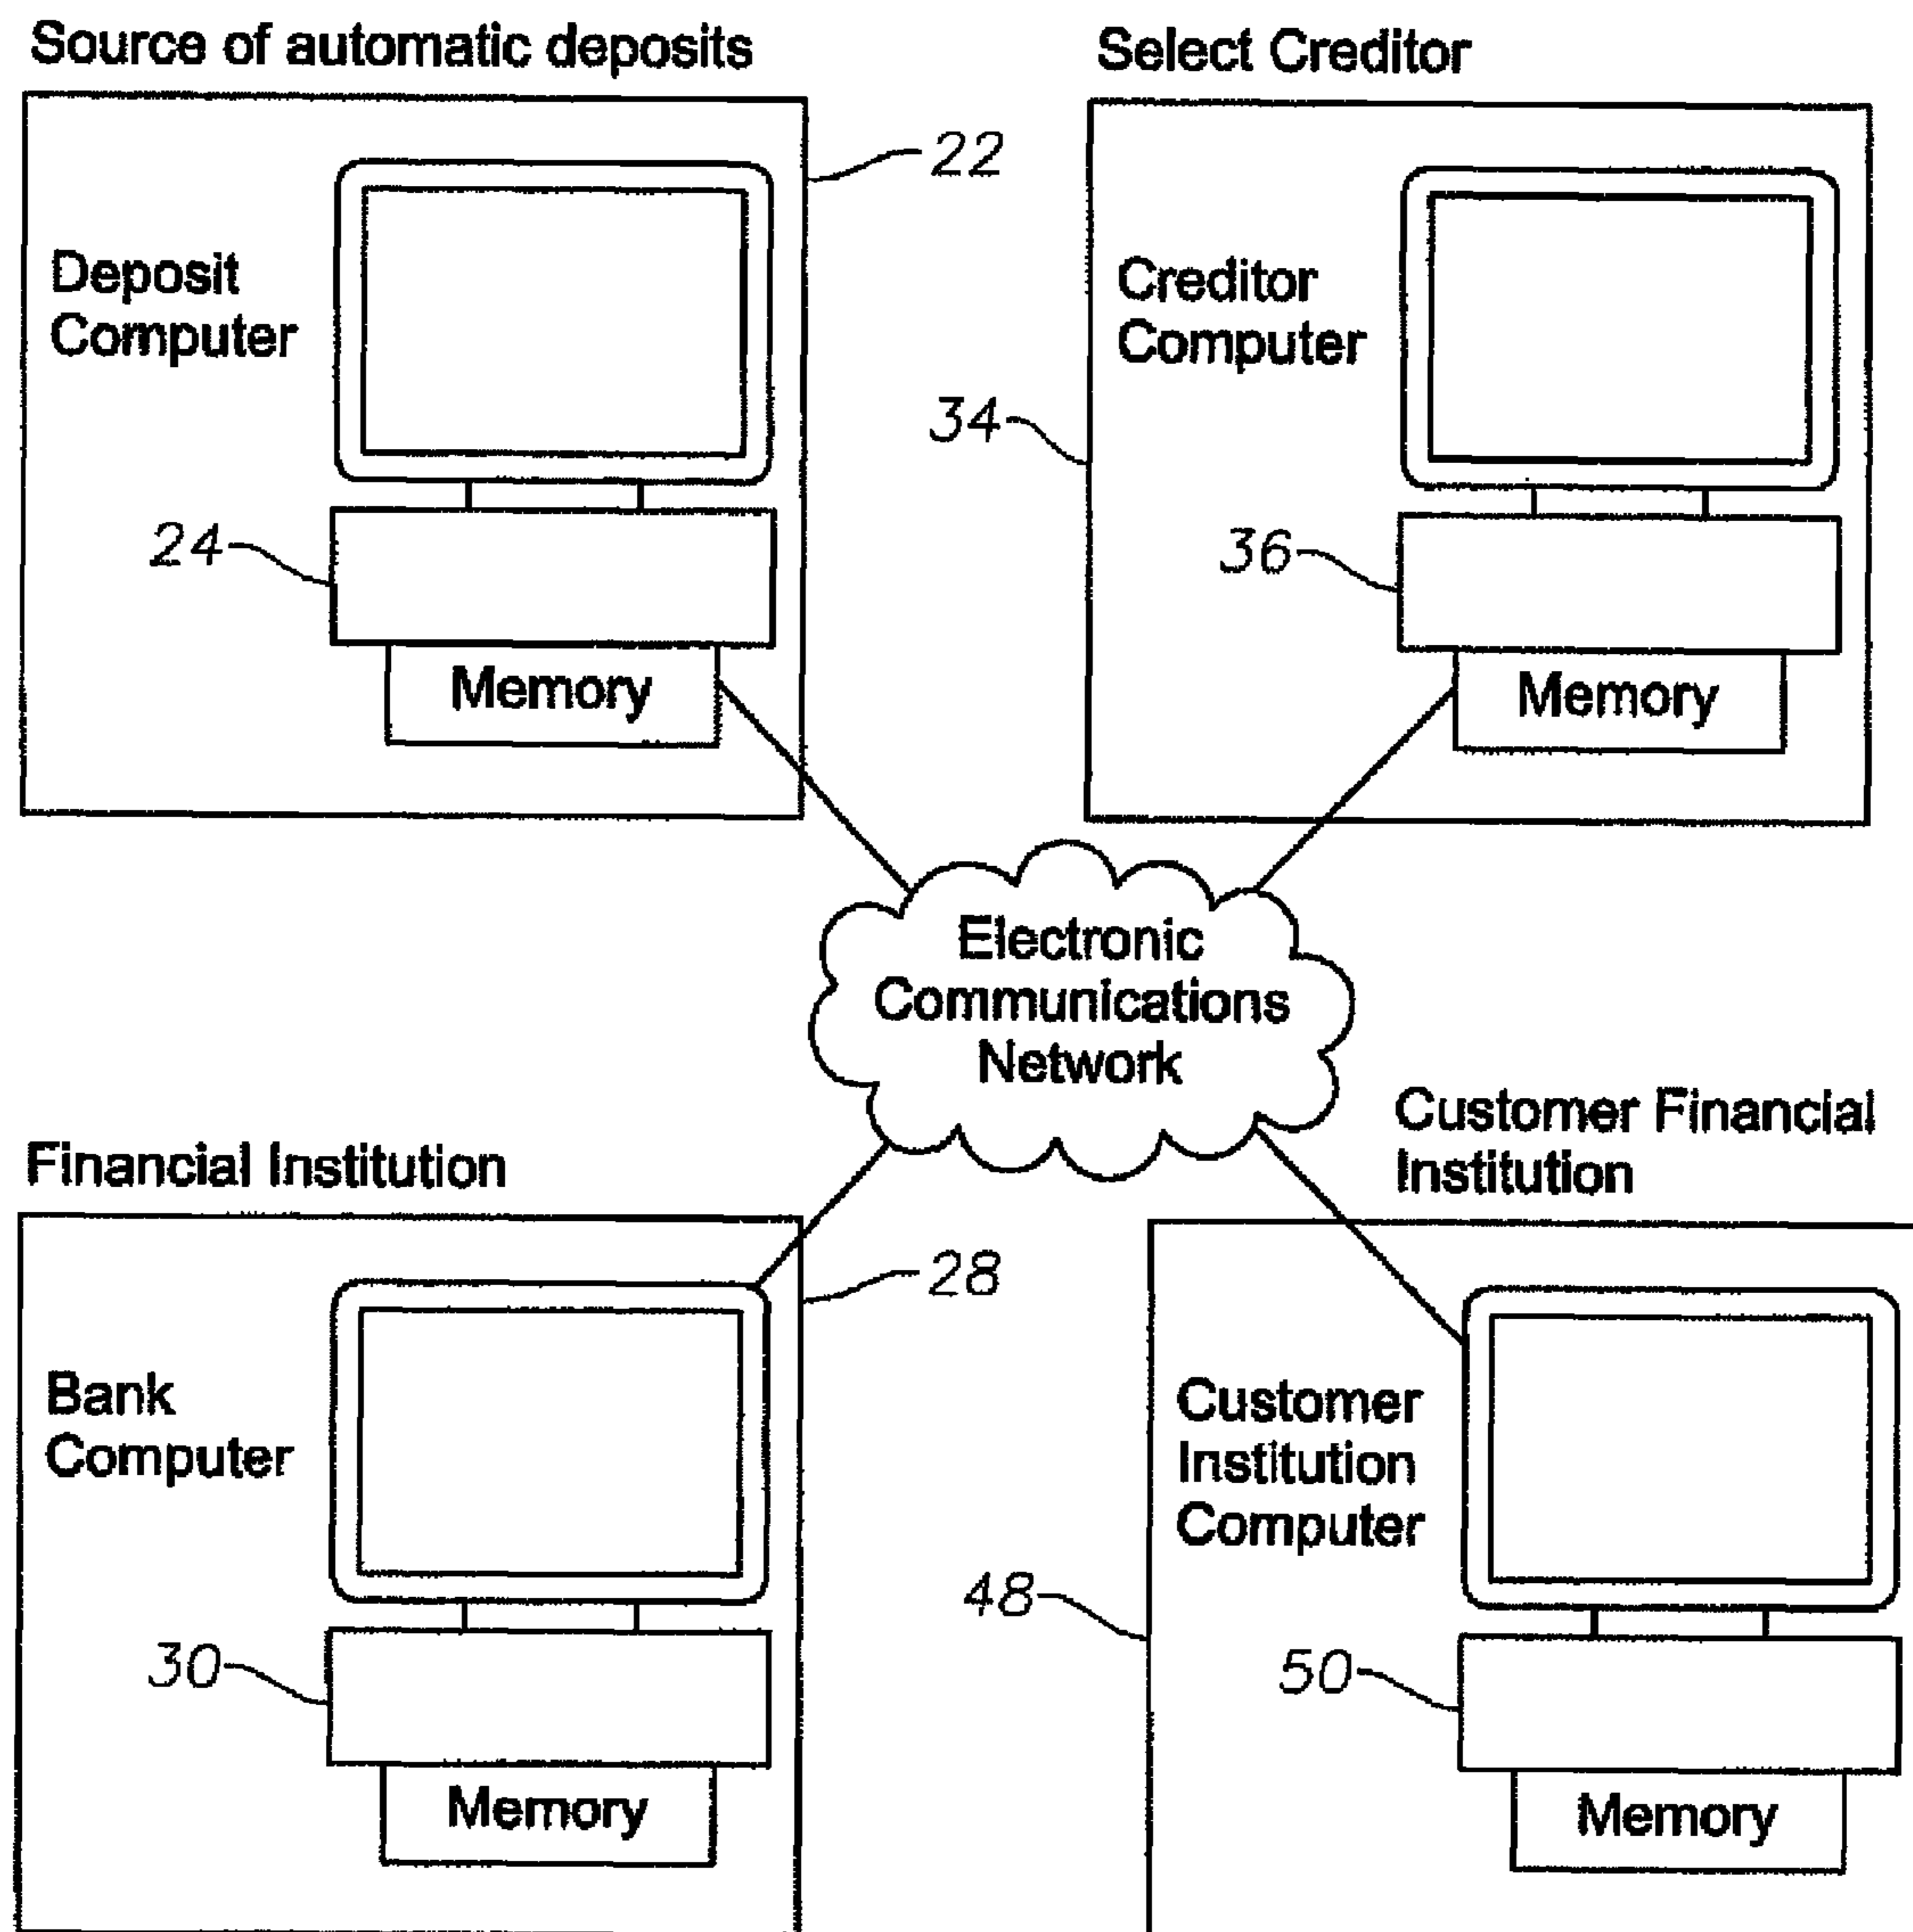 Source of automatic deposits
22
Deposit
Computer
24
Memory
Select Creditor
34
Creditor
Computer
36
Memory
Electronic
Communications
Network
Financial Institution
28
Bank
Computer
30
Memory
Customer Financial
Institution
48
Customer
Institution
Computer
50
Memory